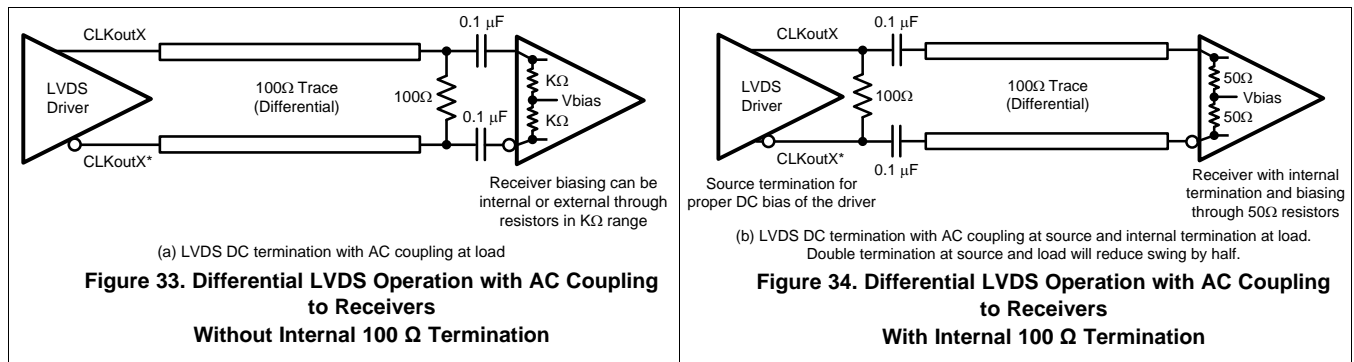 CLKoutX
0.1 µF
LVDS
Driver
100Ω Trace
(Differential)
100Ω
0.1 µF
KΩ
Vbias
KΩ
CLKoutX*
Receiver biasing can be
internal or external through
resistors in KΩ range
(a) LVDS DC termination with AC coupling at load
Figure 33. Differential LVDS Operation with AC Coupling
to Receivers
Without Internal 100 Ω Termination
CLKoutX
0.1 µF
LVDS
Driver
100Ω
100Ω Trace
(Differential)
50Ω
Vbias
50Ω
CLKoutX*
0.1 µF
Source termination for
proper DC bias of the driver
Receiver with internal
termination and biasing
through 50Ω resistors
(b) LVDS DC termination with AC coupling at source and internal termination at load.
Double termination at source and load will reduce swing by half.
Figure 34. Differential LVDS Operation with AC Coupling
to Receivers
With Internal 100 Ω Termination